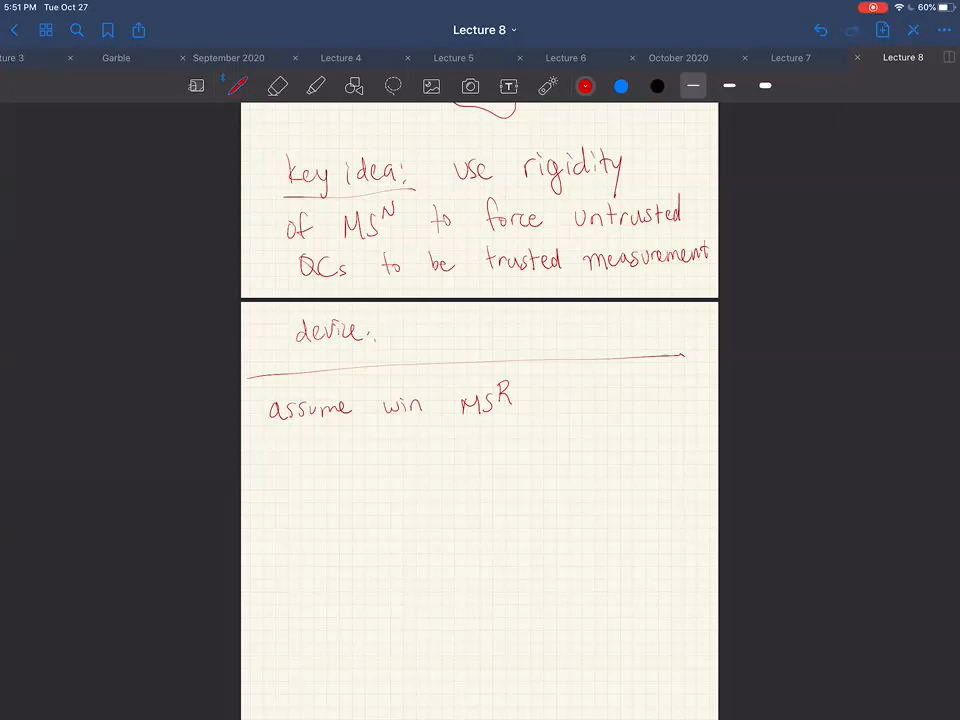 5:51 PM Tue Oct 27
60%
Lecture 8
ture 3
Garble
September 2020
Lecture 4
Lecture 5
Lecture 6
October 2020
Lecture 7
Lecture 8
key idea: use rigidity
of MS^N to force untrusted
QCs to be trusted measurement
device.
assume win MS^R